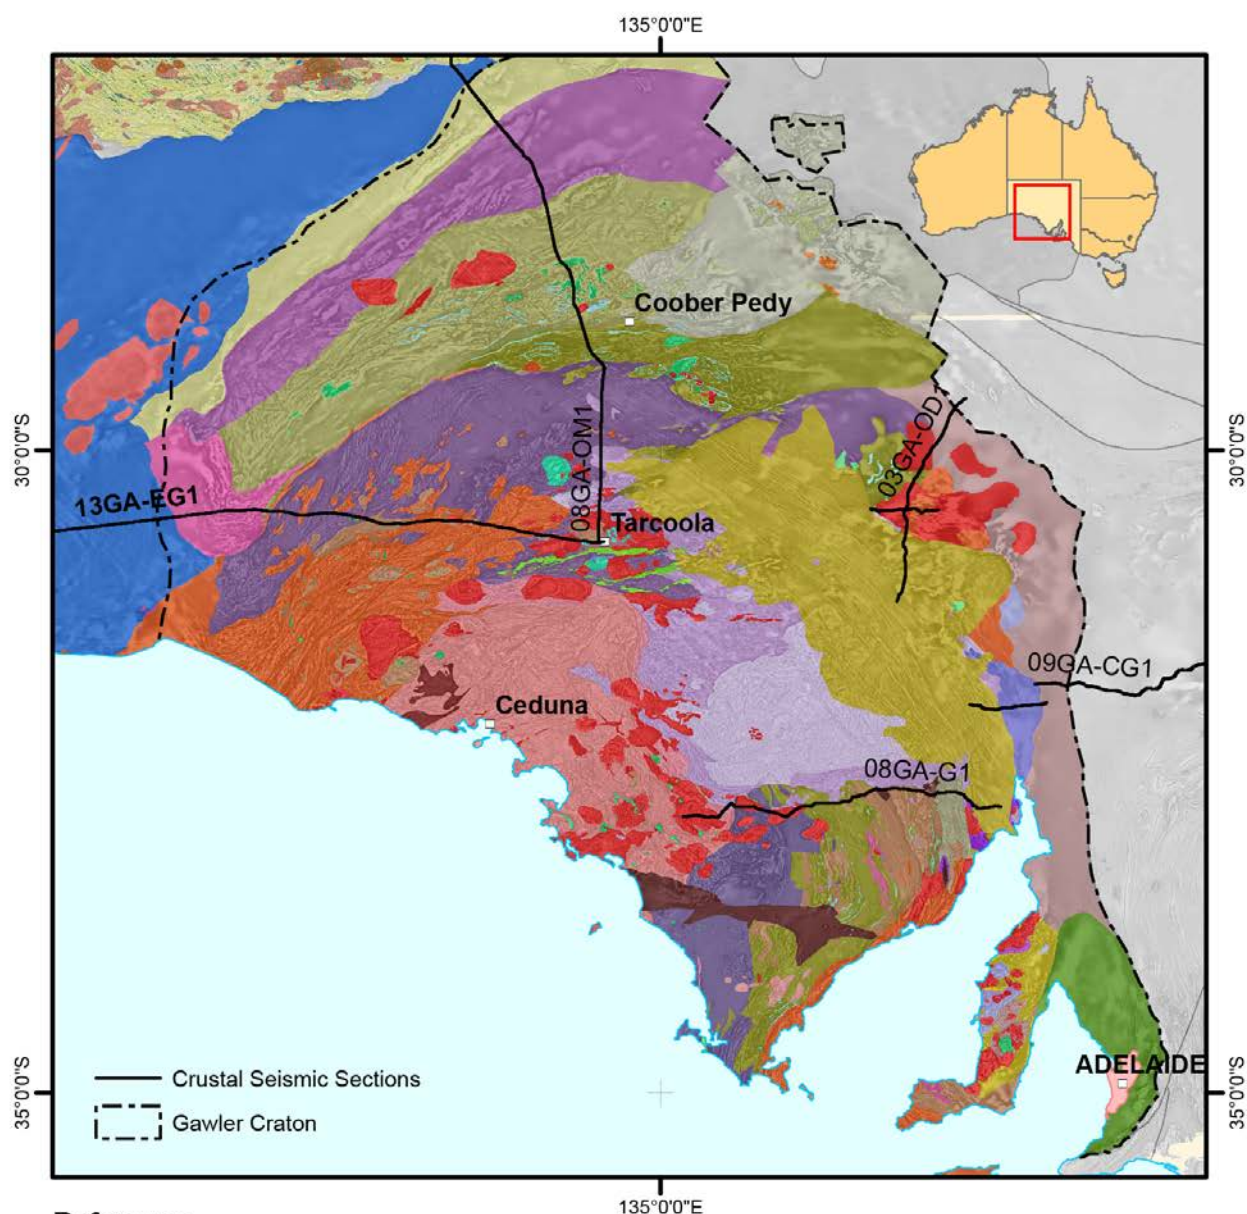 135°0'0"E
Coober Pedy
30°0'0"S
30°0'0"S
03GA-OD1
08GA-OM1
13GA-EG1
Tarcoola
09GA-CG1
Ceduna
08GA-G1
ADELAIDE
Crustal Seismic Sections
Gawler Craton
35°0'0"S
35°0'0"S
135°0'0"E